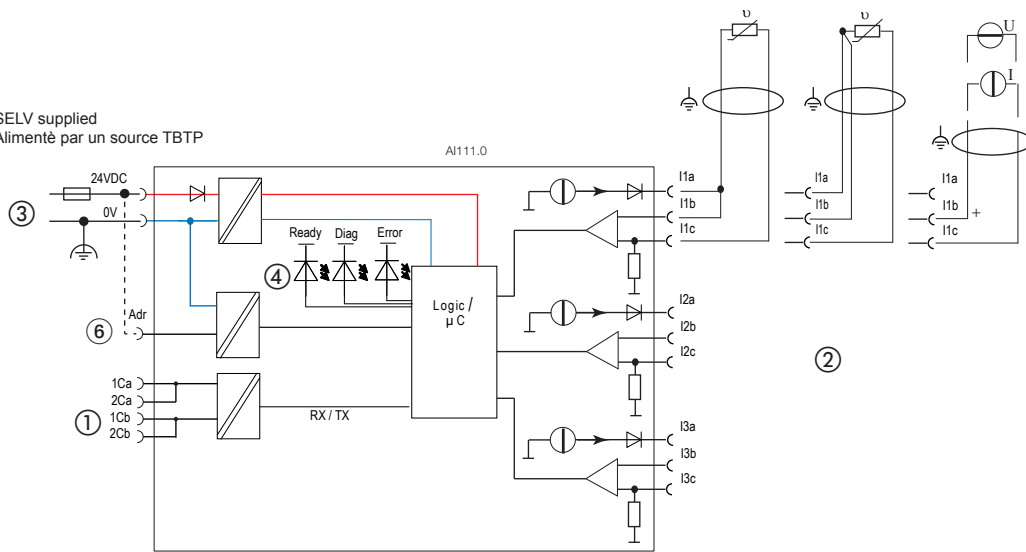 SELV supplied
Alimentè par un source TBTP
AI111.0
24VDC
③
0V
Ready Diag Error
④
Logic /
µ C
Adr
⑥
-
1Ca
2Ca
①
1Cb
2Cb
RX / TX
I1a
I1b
I1c
I2a
I2b
I2c
I3a
I3b
I3c
②
υ
I1a
I1b
I1c
υ
U
I
I1a
I1b +
I1c